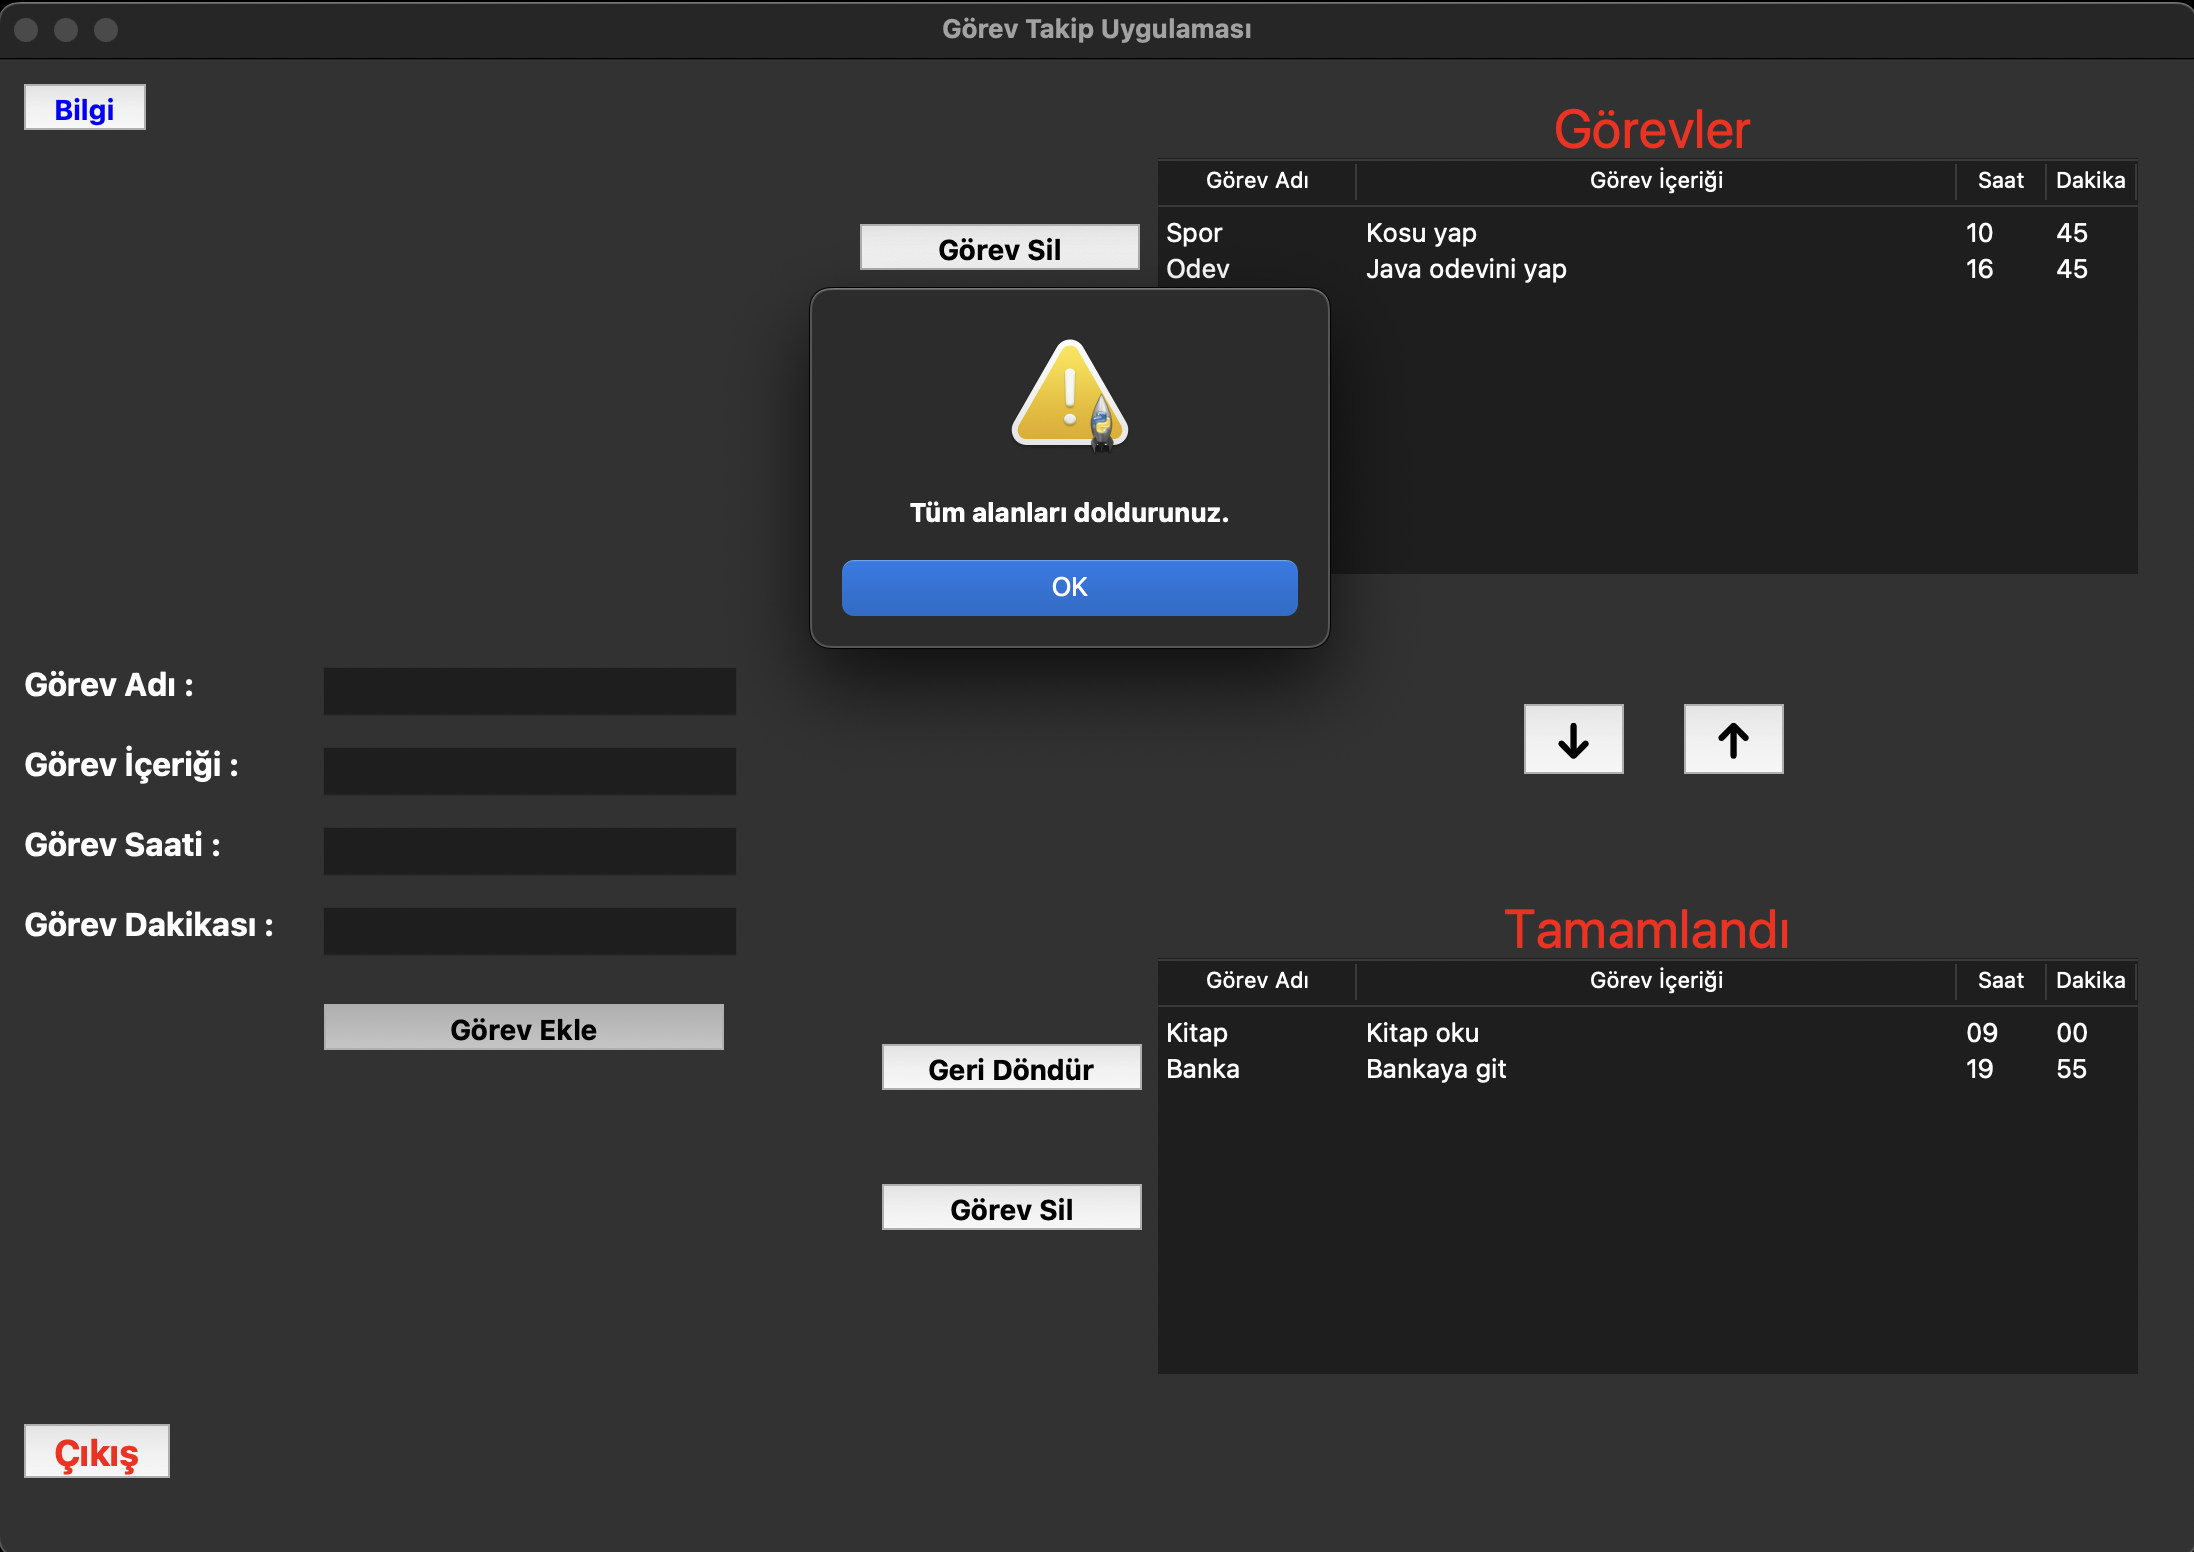 Görev Takip Uygulaması
Bilgi
Görevler
Görev Adı Görev İçeriği Saat Dakika
Spor Kosu yap 10 45
Odev Java odevini yap 16 45
Görev Sil
Tüm alanları doldurunuz.
OK
Görev Adı :
Görev İçeriği :
Görev Saati :
Görev Dakikası :
Görev Ekle
↓ ↑
Tamamlandı
Görev Adı Görev İçeriği Saat Dakika
Kitap Kitap oku 09 00
Banka Bankaya git 19 55
Geri Döndür
Görev Sil
Çıkış